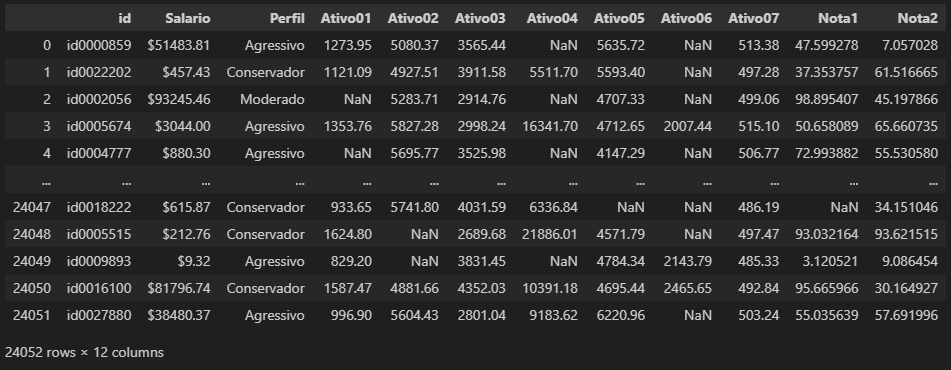 id Salario Perfil Ativo01 Ativo02 Ativo03 Ativo04 Ativo05 Ativo06 Ativo07 Nota1 Nota2
0 id0000859 $51483.81 Agressivo 1273.95 5080.37 3565.44 NaN 5635.72 NaN 513.38 47.599278 7.057028
1 id0022202 $457.43 Conservador 1121.09 4927.51 3911.58 5511.70 5593.40 NaN 497.28 37.353757 61.516665
2 id0002056 $93245.46 Moderado NaN 5283.71 2914.76 NaN 4707.33 NaN 499.06 98.895407 45.197866
3 id0005674 $3044.00 Agressivo 1353.76 5827.28 2998.24 16341.70 4712.65 2007.44 515.10 50.658089 65.660735
4 id0004777 $880.30 Agressivo NaN 5695.77 3525.98 NaN 4147.29 NaN 506.77 72.993882 55.530580
... ... ... ... ... ... ... ... ... ... ... ... ...
24047 id0018222 $615.87 Conservador 933.65 5741.80 4031.59 6336.84 NaN NaN 486.19 NaN 34.151046
24048 id0005515 $212.76 Conservador 1624.80 NaN 2689.68 21886.01 4571.79 NaN 497.47 93.032164 93.621515
24049 id0009893 $9.32 Agressivo 829.20 NaN 3831.45 NaN 4784.34 2143.79 485.33 3.120521 9.086454
24050 id0016100 $81796.74 Conservador 1587.47 4881.66 4352.03 10391.18 4695.44 2465.65 492.84 95.665966 30.164927
24051 id0027880 $38480.37 Agressivo 996.90 5604.43 2801.04 9183.62 6220.96 NaN 503.24 55.035639 57.691996
24052 rows × 12 columns